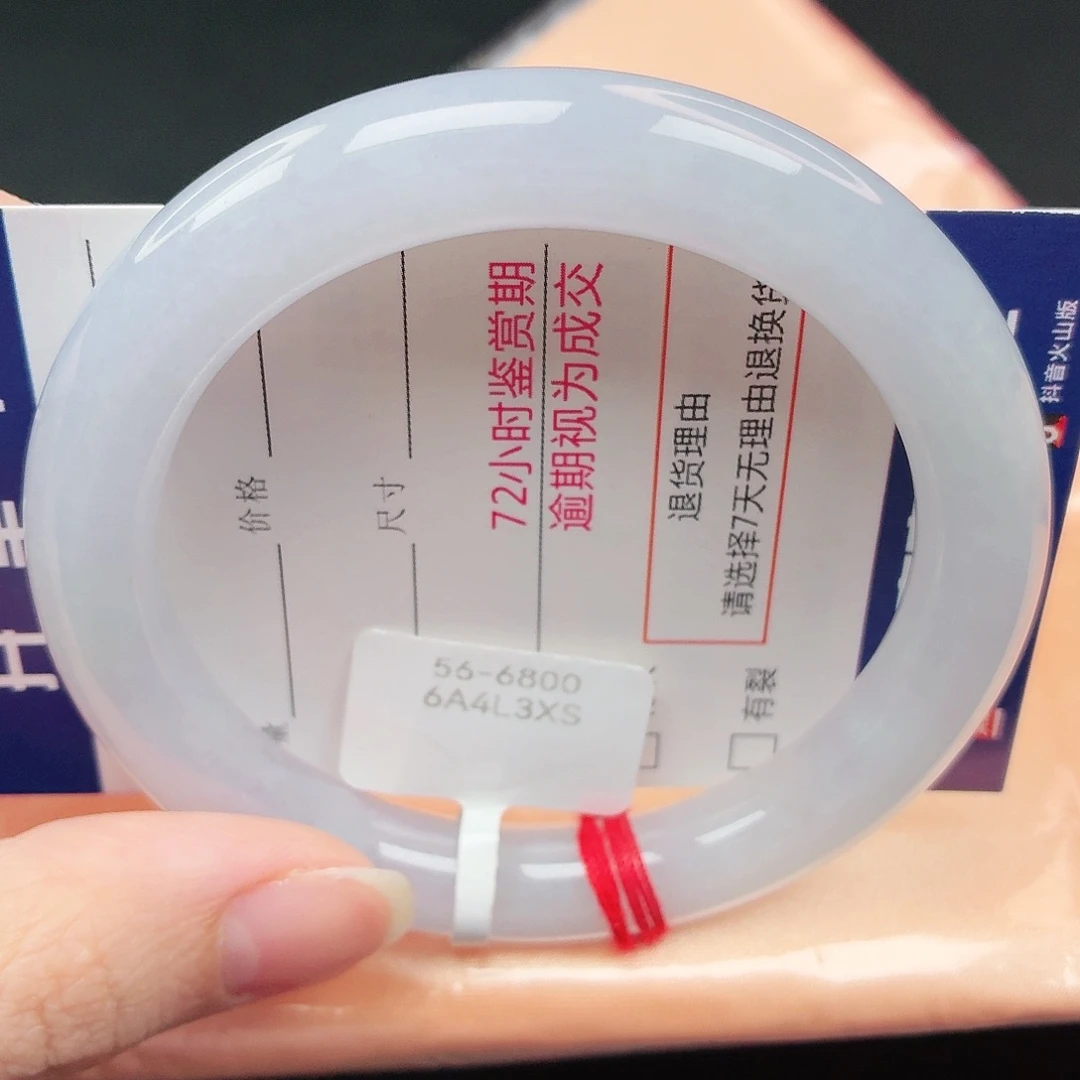 价格
尺寸
72小时鉴赏期
逾期视为成交
退货理由
请选择7天无理由退换货
有裂
抖音火山版
56-6800
6A4L3XS